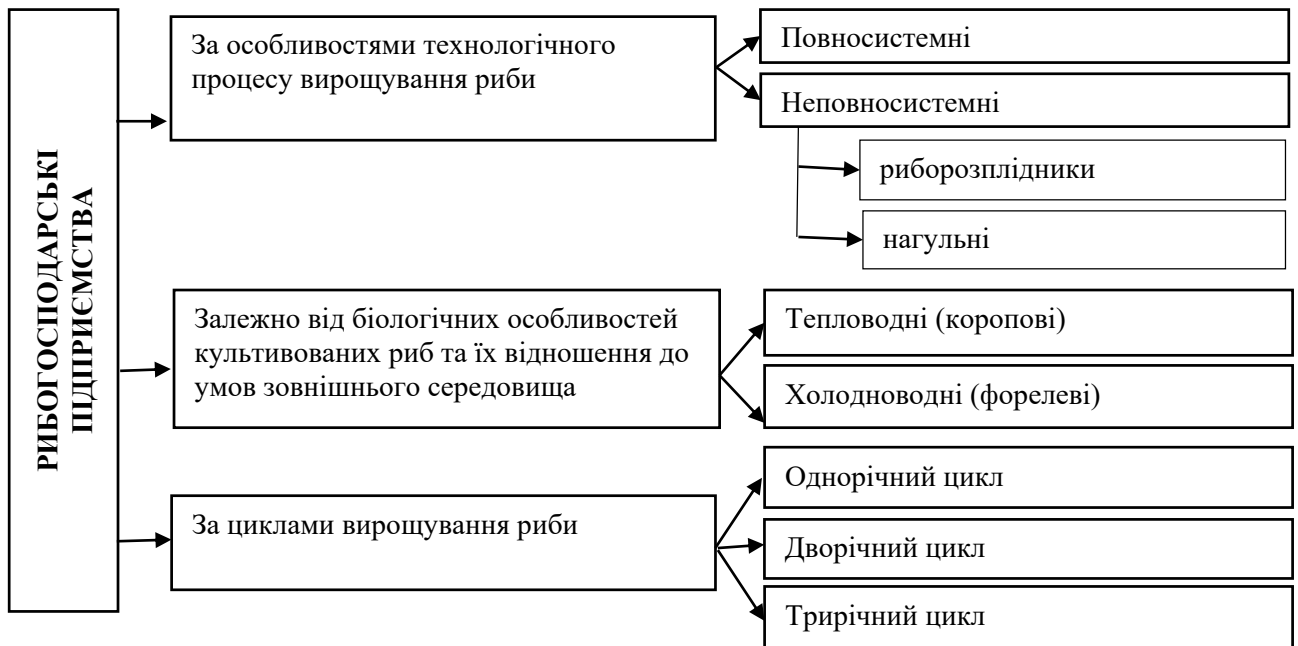 РИБОГОСПОДАРСЬКІ
ПІДПРИЄМСТВА
За особливостями технологічного
процесу вирощування риби
Повносистемні
Неповносистемні
риборозплідники
нагульні
Залежно від біологічних особливостей
культивованих риб та їх відношення до
умов зовнішнього середовища
Тепловодні (коропові)
Холодноводні (форелеві)
За циклами вирощування риби
Однорічний цикл
Дворічний цикл
Трирічний цикл